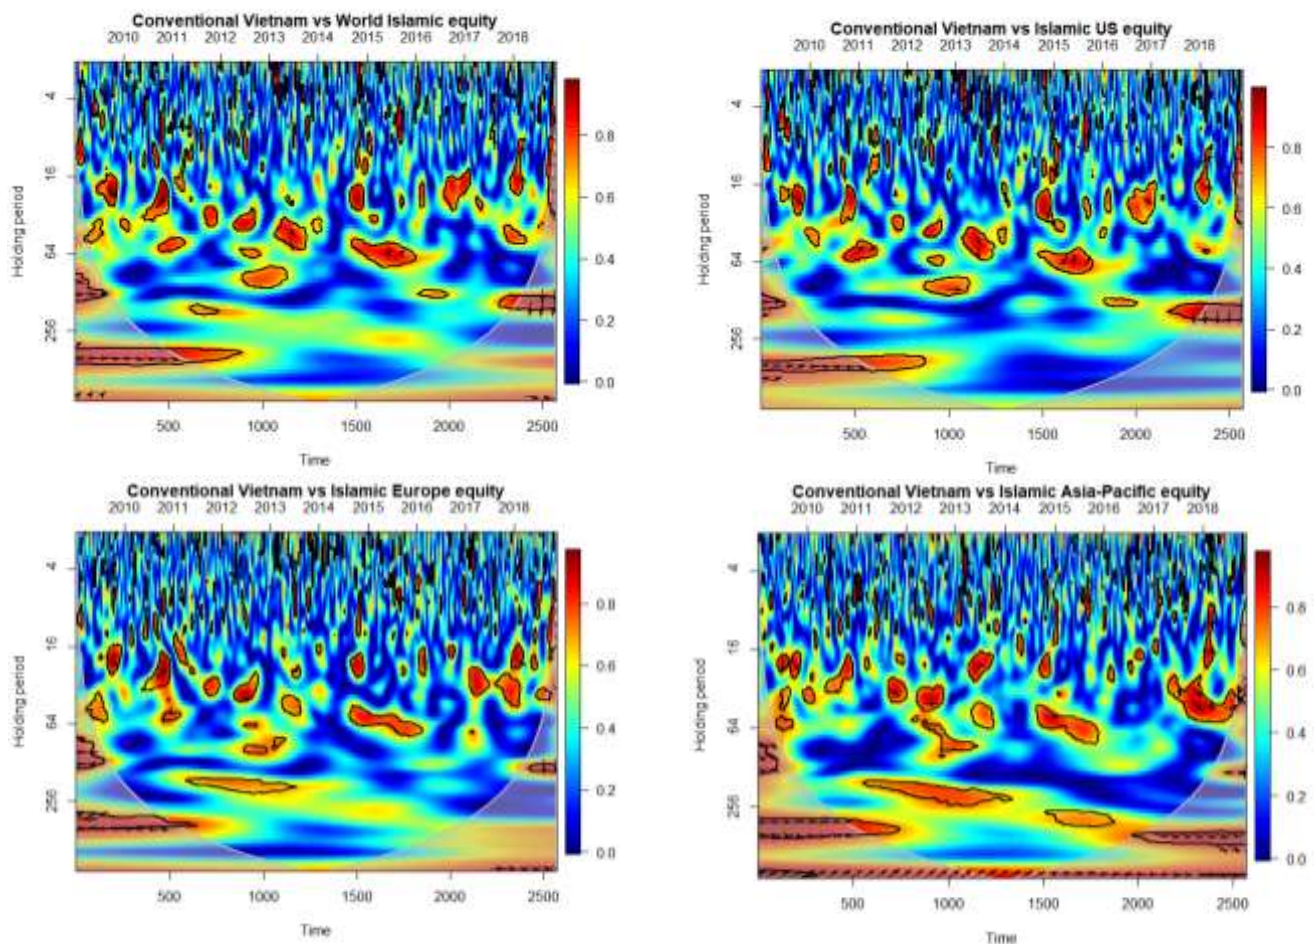 Conventional Vietnam vs World Islamic equity
2010 2011 2012 2013 2014 2015 2016 2017 2018
Holding period
4
16
64
256
0.8
0.6
0.4
0.2
0.0
500 1000 1500 2000 2500
Time
Conventional Vietnam vs Islamic US equity
2010 2011 2012 2013 2014 2015 2016 2017 2018
Holding period
4
16
64
256
0.8
0.6
0.4
0.2
0.0
500 1000 1500 2000 2500
Time
Conventional Vietnam vs Islamic Europe equity
2010 2011 2012 2013 2014 2015 2016 2017 2018
Holding period
4
16
64
256
0.8
0.6
0.4
0.2
0.0
500 1000 1500 2000 2500
Time
Conventional Vietnam vs Islamic Asia-Pacific equity
2010 2011 2012 2013 2014 2015 2016 2017 2018
Holding period
4
16
64
256
0.8
0.6
0.4
0.2
0.0
500 1000 1500 2000 2500
Time